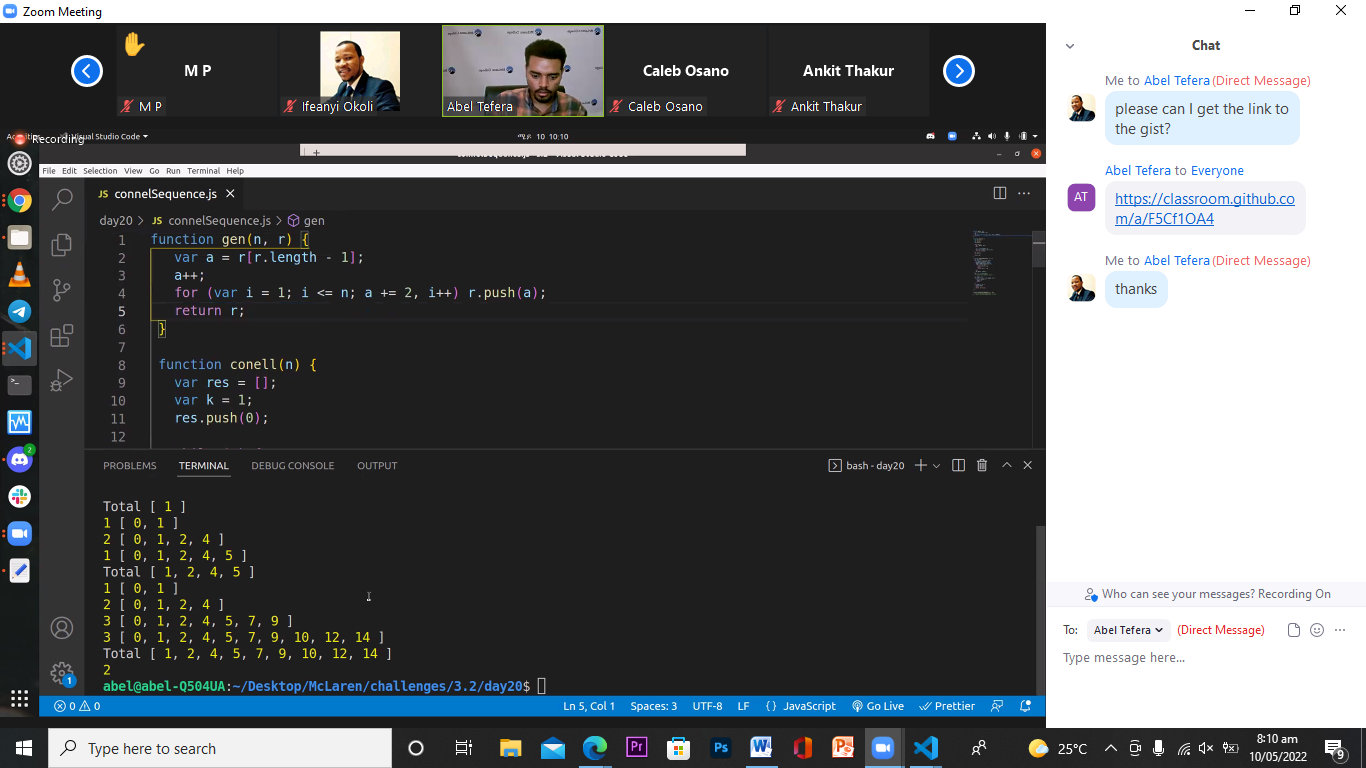 Zoom Meeting
M P
M P
Ifeanyi Okoli
Abel Tefera
Caleb Osano
Caleb Osano
Ankit Thakur
Ankit Thakur
Recording
Visual Studio Code
10 10:10
File Edit Selection View Go Run Terminal Help
JS connelSequence.js
day20 > JS connelSequence.js > gen
1 function gen(n, r) {
2 var a = r[r.length - 1];
3 a++;
4 for (var i = 1; i <= n; a += 2, i++) r.push(a);
5 return r;
6 }
7
8 function conell(n) {
9 var res = [];
10 var k = 1;
11 res.push(0);
12
PROBLEMS TERMINAL DEBUG CONSOLE OUTPUT
bash - day20
Total [ 1 ]
1 [ 0, 1 ]
2 [ 0, 1, 2, 4 ]
1 [ 0, 1, 2, 4, 5 ]
Total [ 1, 2, 4, 5 ]
1 [ 0, 1 ]
2 [ 0, 1, 2, 4 ]
3 [ 0, 1, 2, 4, 5, 7, 9 ]
3 [ 0, 1, 2, 4, 5, 7, 9, 10, 12, 14 ]
Total [ 1, 2, 4, 5, 7, 9, 10, 12, 14 ]
2
abel@abel-Q504UA:~/Desktop/McLaren/challenges/3.2/day20$
2
1
0 0 Ln 5, Col 1 Spaces: 3 UTF-8 LF {} JavaScript Go Live Prettier
Chat
Me to Abel Tefera (Direct Message)
please can I get the link to
the gist?
Abel Tefera to Everyone
AT
https://classroom.github.co
m/a/F5Cf1OA4
Me to Abel Tefera (Direct Message)
thanks
Who can see your messages? Recording On
To: Abel Tefera (Direct Message)
Type message here...
Type here to search
Pr
Ps
25°C
8:10 am
10/05/2022
9